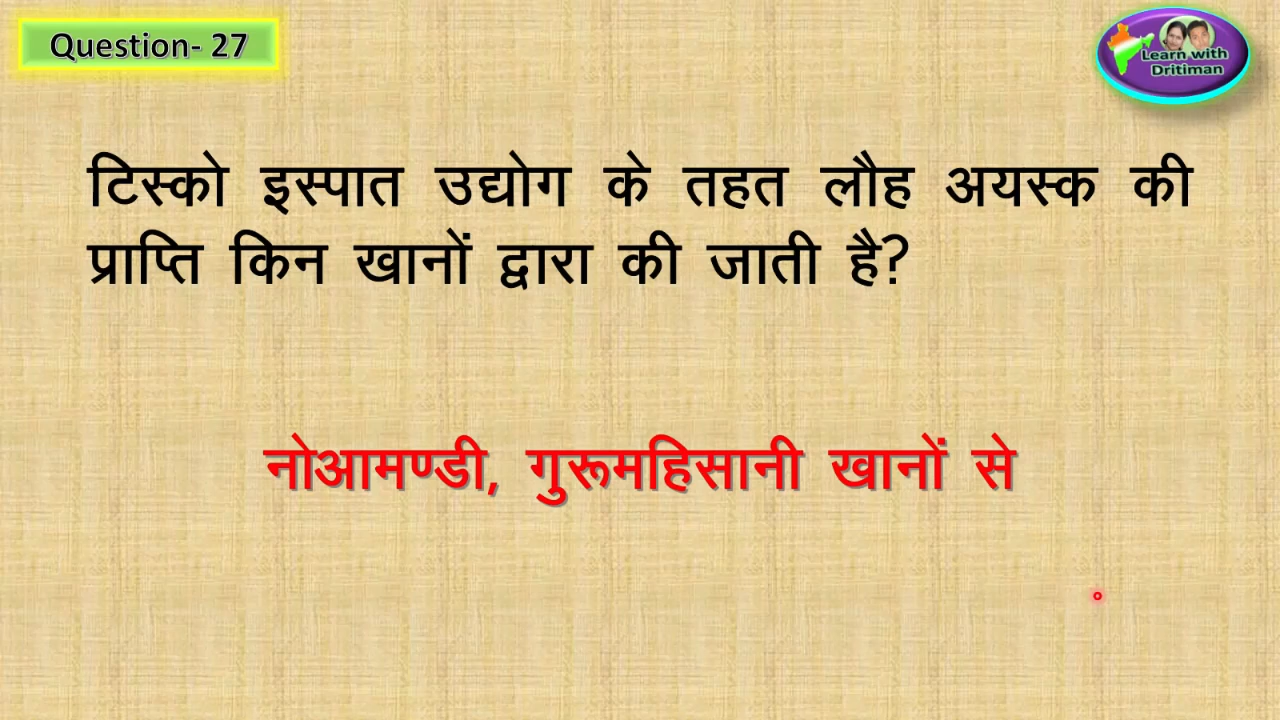 Question- 27
Learn with
Dritiman
टिस्को इस्पात उद्योग के तहत लौह अयस्क की
प्राप्ति किन खानों द्वारा की जाती है?
नोआमण्डी, गुरूमहिसानी खानों से